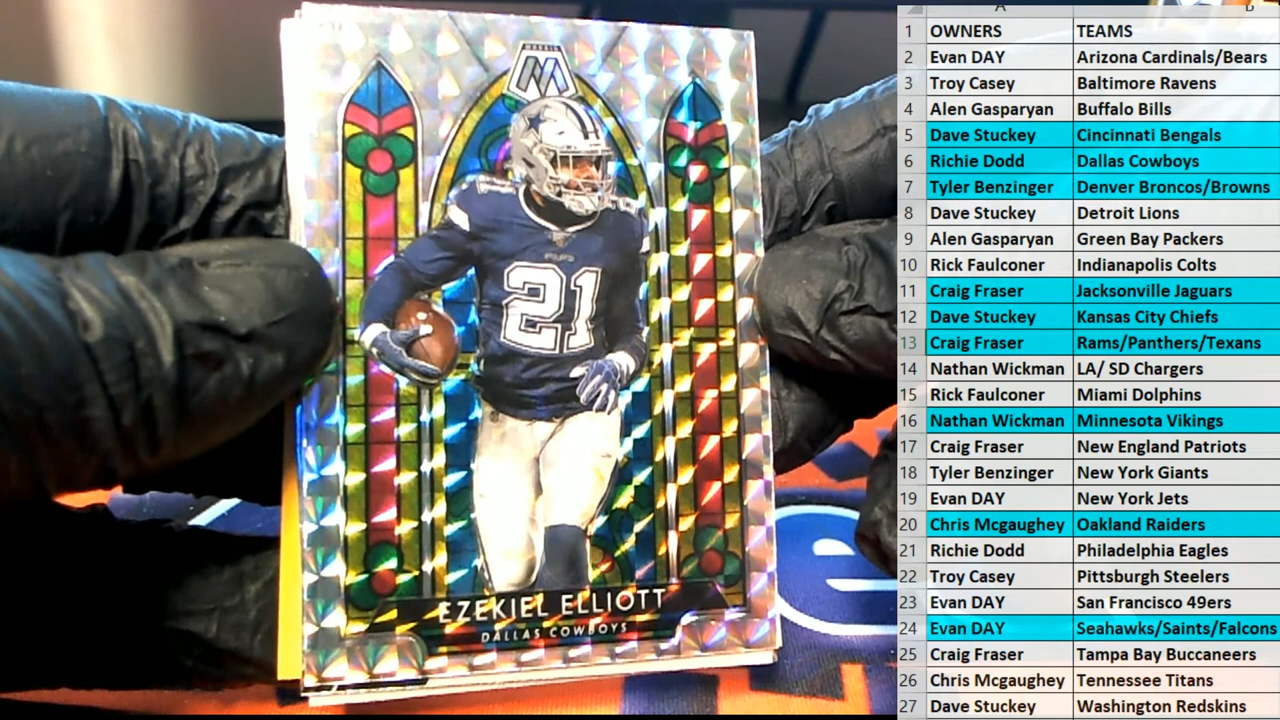 MOSAIC
21
EZEKIEL ELLIOTT
DALLAS COWBOYS
A B
1 OWNERS TEAMS
2 Evan DAY Arizona Cardinals/Bears
3 Troy Casey Baltimore Ravens
4 Alen Gasparyan Buffalo Bills
5 Dave Stuckey Cincinnati Bengals
6 Richie Dodd Dallas Cowboys
7 Tyler Benzinger Denver Broncos/Browns
8 Dave Stuckey Detroit Lions
9 Alen Gasparyan Green Bay Packers
10 Rick Faulconer Indianapolis Colts
11 Craig Fraser Jacksonville Jaguars
12 Dave Stuckey Kansas City Chiefs
13 Craig Fraser Rams/Panthers/Texans
14 Nathan Wickman LA/ SD Chargers
15 Rick Faulconer Miami Dolphins
16 Nathan Wickman Minnesota Vikings
17 Craig Fraser New England Patriots
18 Tyler Benzinger New York Giants
19 Evan DAY New York Jets
20 Chris Mcgaughey Oakland Raiders
21 Richie Dodd Philadelphia Eagles
22 Troy Casey Pittsburgh Steelers
23 Evan DAY San Francisco 49ers
24 Evan DAY Seahawks/Saints/Falcons
25 Craig Fraser Tampa Bay Buccaneers
26 Chris Mcgaughey Tennessee Titans
27 Dave Stuckey Washington Redskins